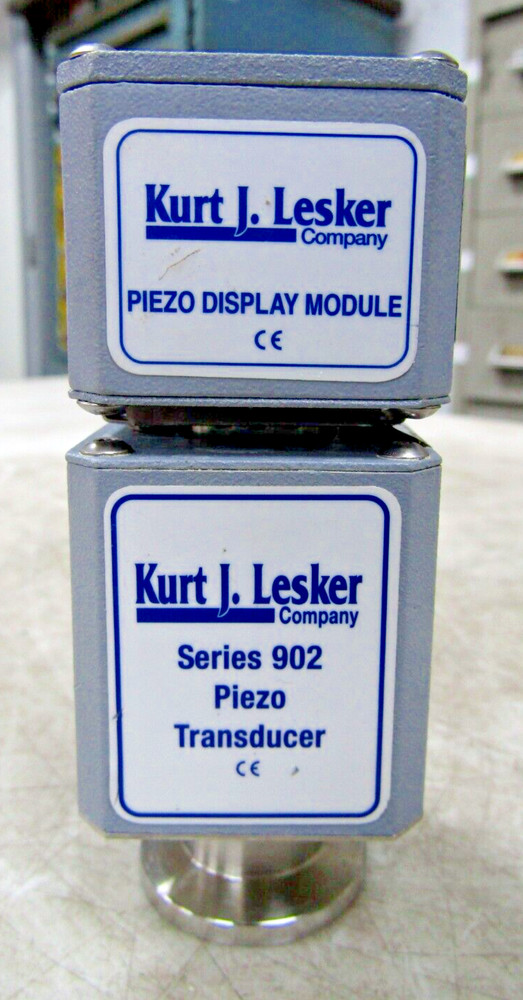 Kurt J. Lesker
Company
PIEZO DISPLAY MODULE
CE
Kurt J. Lesker
Company
Series 902
Piezo
Transducer
CE